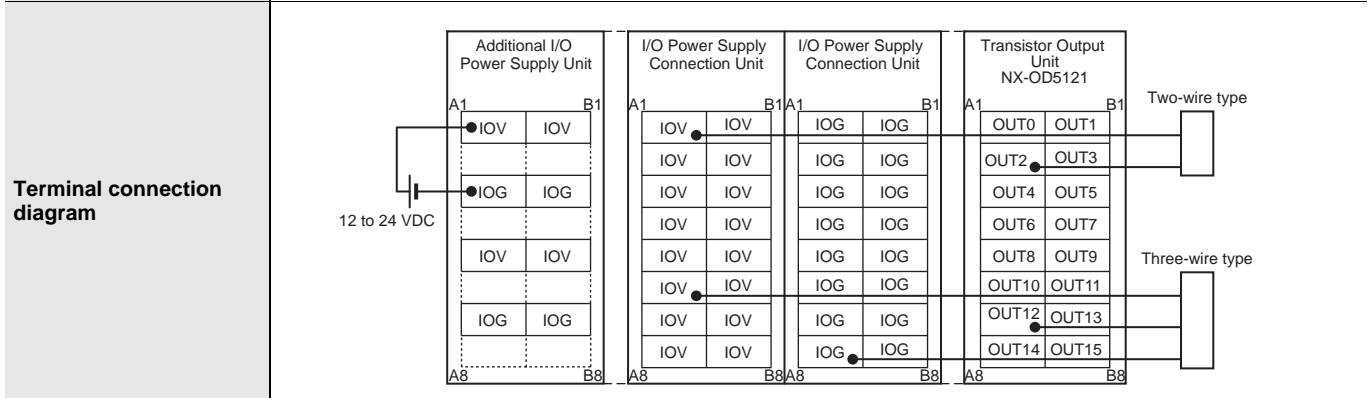 Terminal connection
diagram
Additional I/O
Power Supply Unit
I/O Power Supply
Connection Unit
I/O Power Supply
Connection Unit
Transistor Output
Unit
NX-OD5121
A1 B1 A1 B1 A1 B1 A1 B1
Two-wire type
IOV IOV IOV IOV IOG IOG OUT0 OUT1
IOV IOV IOG IOG OUT2 OUT3
IOG IOG IOV IOV IOG IOG OUT4 OUT5
12 to 24 VDC
IOV IOV IOG IOG OUT6 OUT7
IOV IOV IOV IOV IOG IOG OUT8 OUT9
Three-wire type
IOV IOV IOG IOG OUT10 OUT11
IOG IOG IOV IOV IOG IOG OUT12 OUT13
IOV IOV IOG IOG OUT14 OUT15
A8 B8 A8 B8 A8 B8 A8 B8